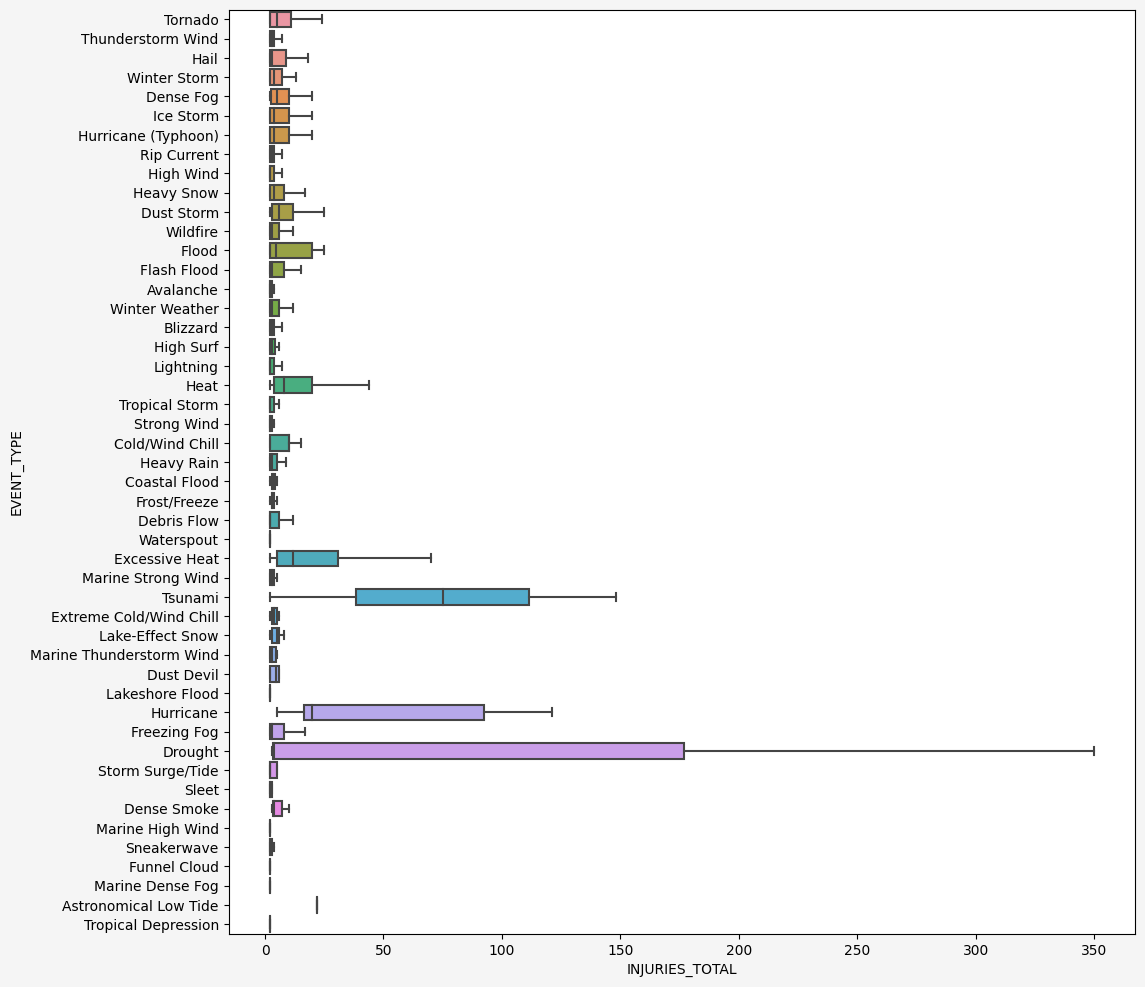 Tornado
Thunderstorm Wind
Hail
Winter Storm
Dense Fog
Ice Storm
Hurricane (Typhoon)
Rip Current
High Wind
Heavy Snow
Dust Storm
Wildfire
Flood
Flash Flood
Avalanche
Winter Weather
Blizzard
High Surf
Lightning
Heat
Tropical Storm
Strong Wind
Cold/Wind Chill
Heavy Rain
Coastal Flood
Frost/Freeze
Debris Flow
Waterspout
Excessive Heat
Marine Strong Wind
Tsunami
Extreme Cold/Wind Chill
Lake-Effect Snow
Marine Thunderstorm Wind
Dust Devil
Lakeshore Flood
Hurricane
Freezing Fog
Drought
Storm Surge/Tide
Sleet
Dense Smoke
Marine High Wind
Sneakerwave
Funnel Cloud
Marine Dense Fog
Astronomical Low Tide
Tropical Depression
EVENT_TYPE
0 50 100 150 200 250 300 350
INJURIES_TOTAL